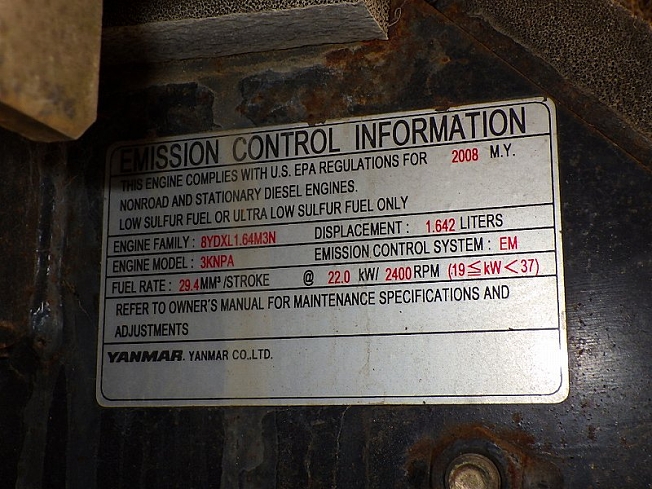 EMISSION CONTROL INFORMATION
THIS ENGINE COMPLIES WITH U.S. EPA REGULATIONS FOR 2008 M.Y.
NONROAD AND STATIONARY DIESEL ENGINES.
LOW SULFUR FUEL OR ULTRA LOW SULFUR FUEL ONLY
ENGINE FAMILY : 8YDXL1.64M3N DISPLACEMENT : 1.642 LITERS
ENGINE MODEL : 3KNPA EMISSION CONTROL SYSTEM : EM
FUEL RATE : 29.4MM³/STROKE @ 22.0 kW/ 2400RPM (19≦kW<37)
REFER TO OWNER'S MANUAL FOR MAINTENANCE SPECIFICATIONS AND
ADJUSTMENTS
YANMAR. YANMAR CO.,LTD.